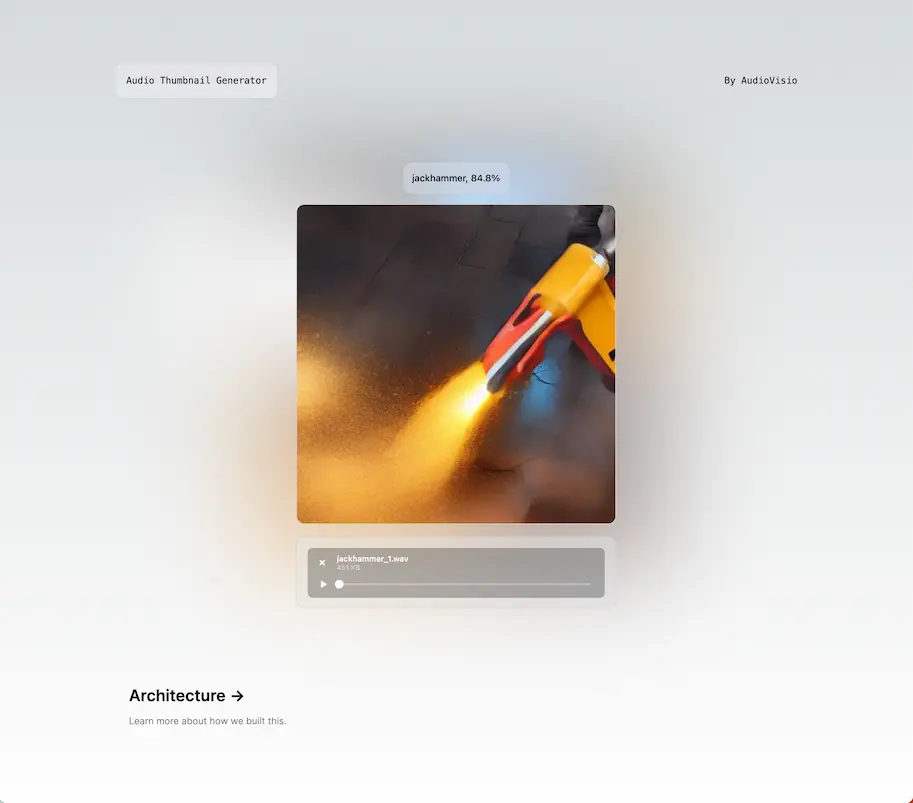 Audio Thumbnail Generator
By AudioVisio
jackhammer, 84.8%
jackhammer_1.wav
451 KB
Architecture →
Learn more about how we built this.